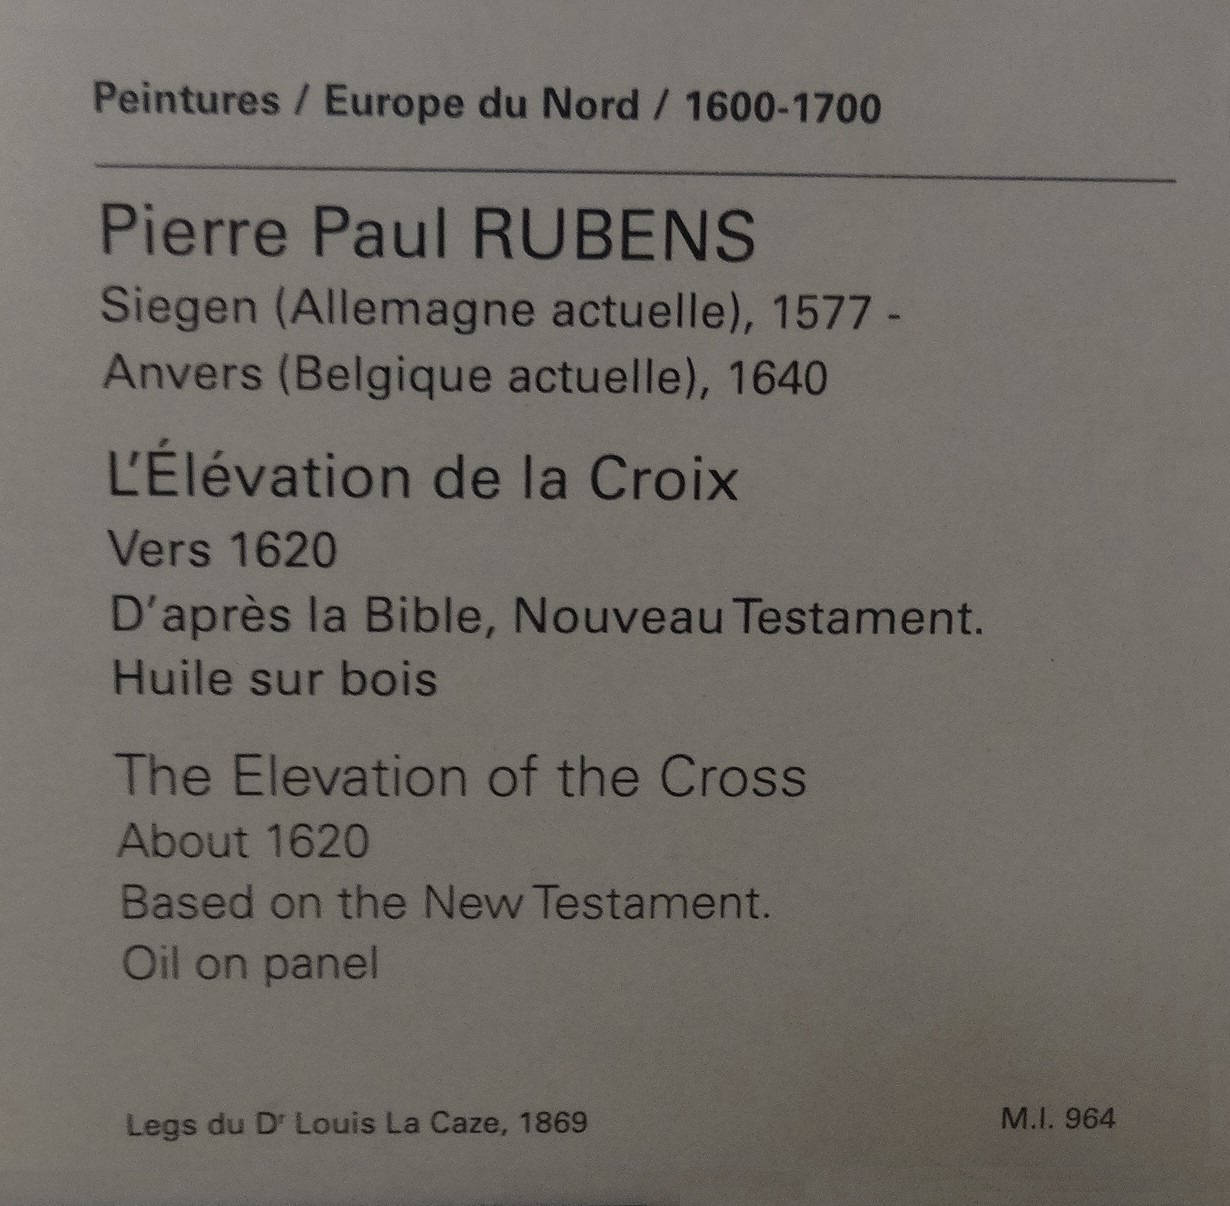 Peintures / Europe du Nord / 1600-1700
Pierre Paul RUBENS
Siegen (Allemagne actuelle), 1577 -
Anvers (Belgique actuelle), 1640
L'Élévation de la Croix
Vers 1620
D'après la Bible, Nouveau Testament.
Huile sur bois
The Elevation of the Cross
About 1620
Based on the New Testament.
Oil on panel
Legs du Dʳ Louis La Caze, 1869
M.I. 964